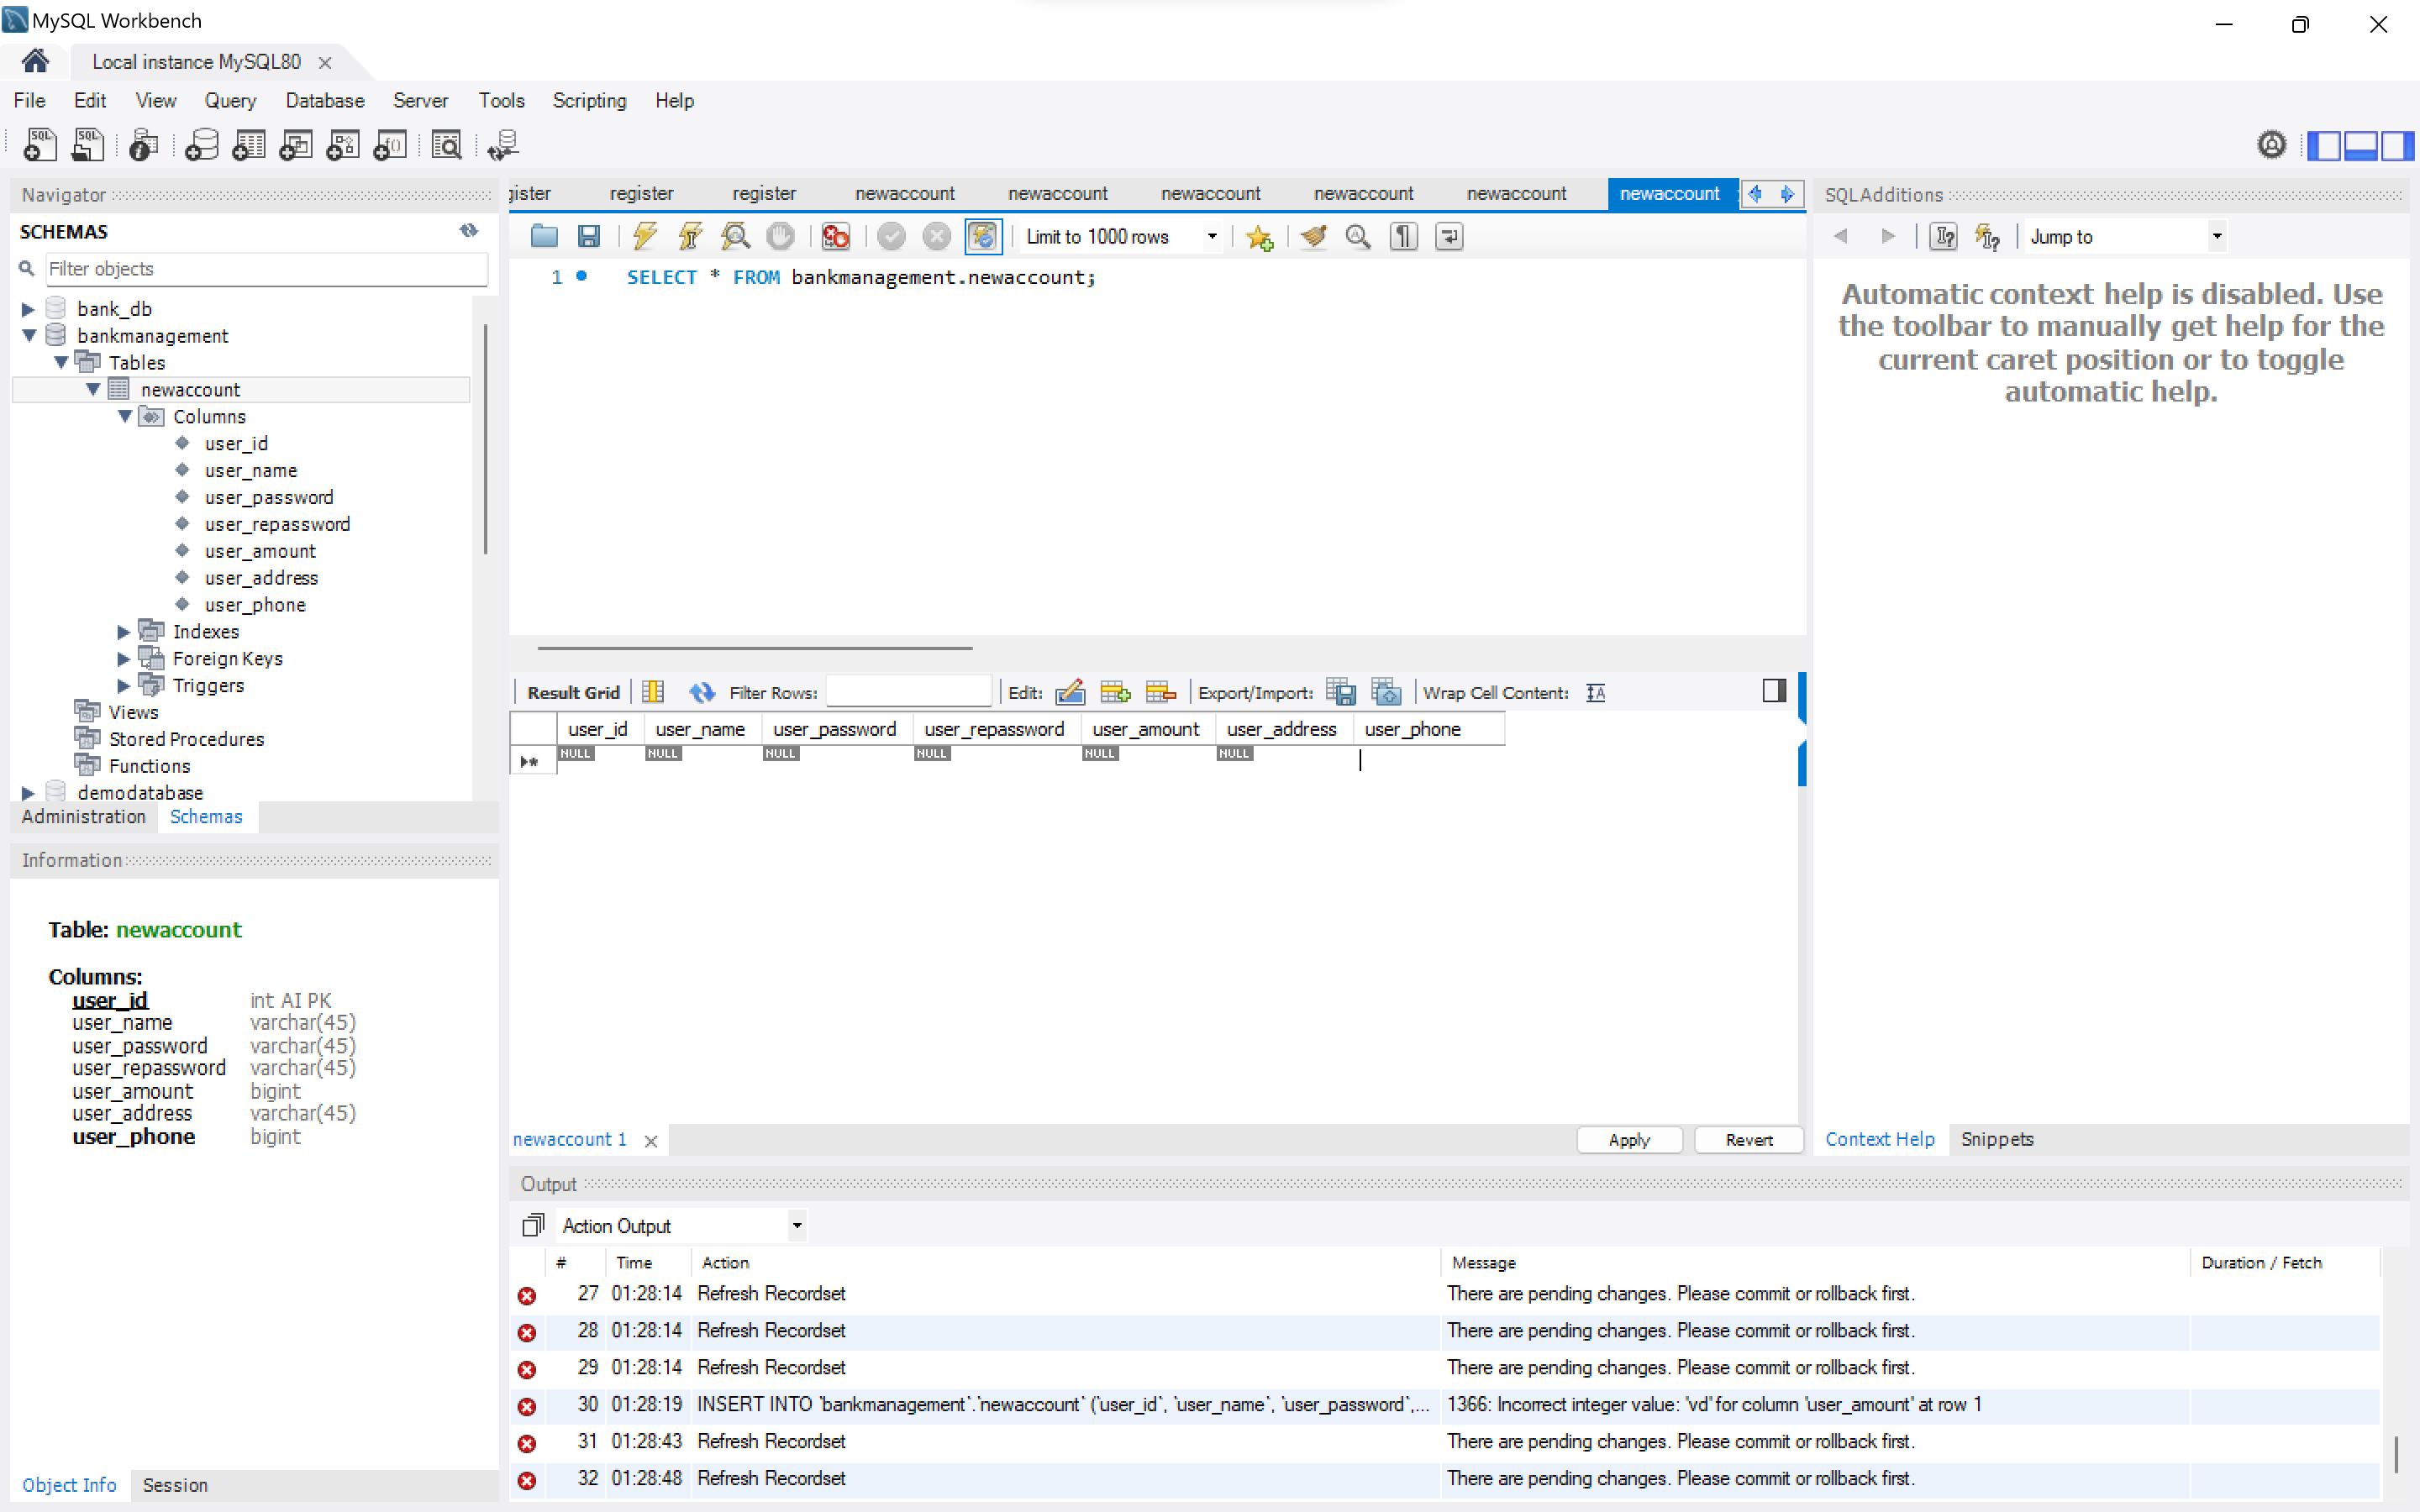 MySQL Workbench
Local instance MySQL80
File Edit View Query Database Server Tools Scripting Help
Navigator
SCHEMAS
Filter objects
bank_db
bankmanagement
Tables
newaccount
Columns
user_id
user_name
user_password
user_repassword
user_amount
user_address
user_phone
Indexes
Foreign Keys
Triggers
Views
Stored Procedures
Functions
demodatabase
Administration Schemas
Information
Table: newaccount
Columns:
user_id int AI PK
user_name varchar(45)
user_password varchar(45)
user_repassword varchar(45)
user_amount bigint
user_address varchar(45)
user_phone bigint
Object Info Session
gister register register newaccount newaccount newaccount newaccount newaccount newaccount
Limit to 1000 rows
1 SELECT * FROM bankmanagement.newaccount;
Result Grid Filter Rows: Edit: Export/Import: Wrap Cell Content:
user_id user_name user_password user_repassword user_amount user_address user_phone
NULL NULL NULL NULL NULL NULL
newaccount 1 Apply Revert
SQLAdditions
Jump to
Automatic context help is disabled. Use
the toolbar to manually get help for the
current caret position or to toggle
automatic help.
Context Help Snippets
Output
Action Output
# Time Action Message Duration / Fetch
27 01:28:14 Refresh Recordset There are pending changes. Please commit or rollback first.
28 01:28:14 Refresh Recordset There are pending changes. Please commit or rollback first.
29 01:28:14 Refresh Recordset There are pending changes. Please commit or rollback first.
30 01:28:19 INSERT INTO `bankmanagement`.`newaccount` (`user_id`, `user_name`, `user_password`,... 1366: Incorrect integer value: 'vd' for column 'user_amount' at row 1
31 01:28:43 Refresh Recordset There are pending changes. Please commit or rollback first.
32 01:28:48 Refresh Recordset There are pending changes. Please commit or rollback first.